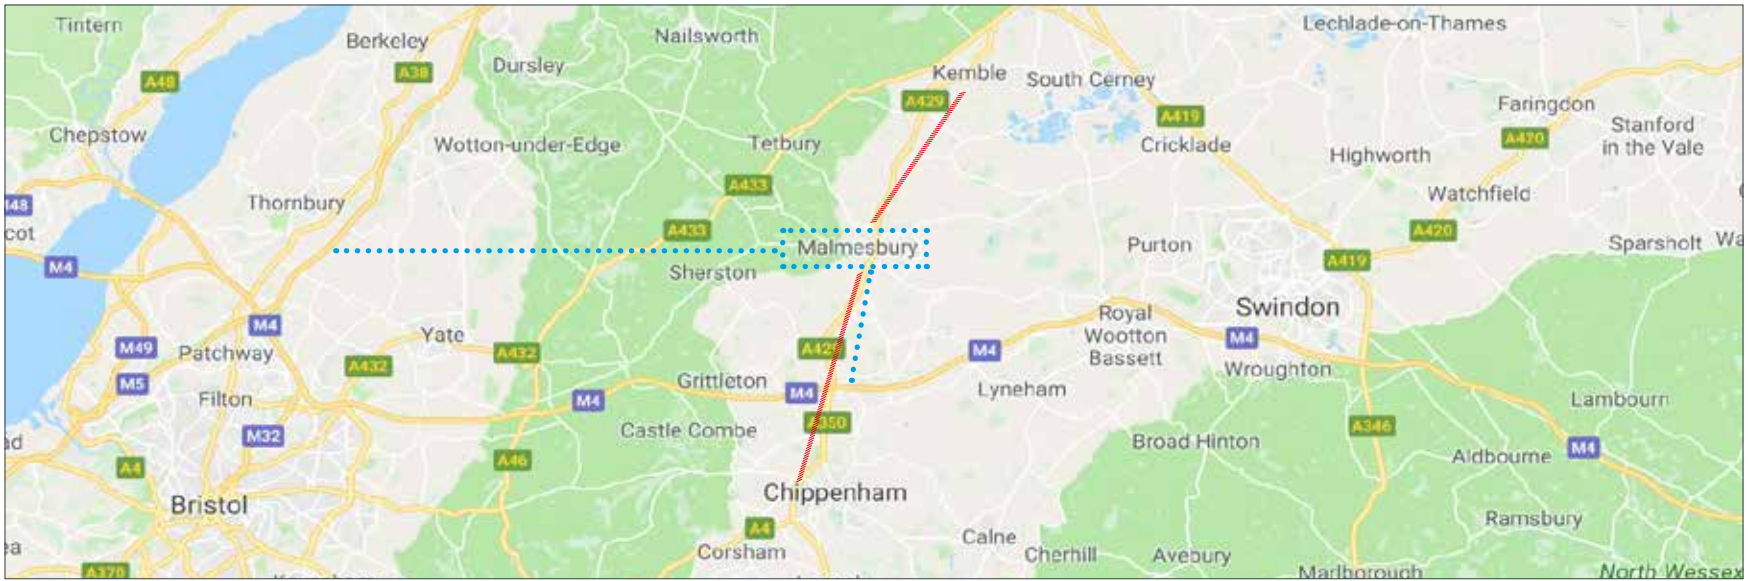 Tintern
Berkeley
Nailsworth
Lechlade-on-Thames
A48
A38
Dursley
Kemble
South Cerney
A429
Faringdon
Chepstow
Wotton-under-Edge
Tetbury
A419
Cricklade
A420
Stanford
in the Vale
Highworth
A433
Watchfield
Thornbury
A433
A420
Malmesbury
Purton
Sparsholt
M4
Sherston
A419
Swindon
M4
Yate
Royal
Wootton
Bassett
M4
M49
Patchway
A432
A432
M4
Wroughton
M5
Grittleton
M4
Lyneham
Filton
M4
Lambourn
M32
Castle Combe
A350
Broad Hinton
A346
M4
A4
A46
Aldbourne
Bristol
Chippenham
Ramsbury
A4
Calne
Corsham
Cherhill
Avebury
A370
Marlborough
North Wessex